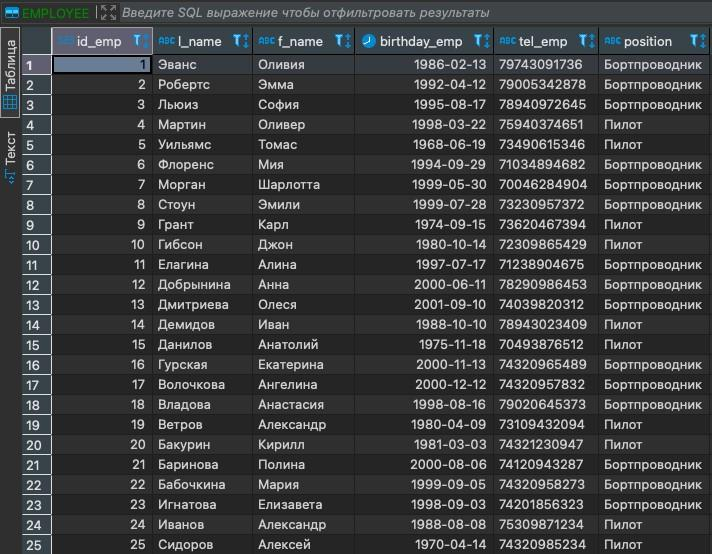 EMPLOYEE Введите SQL выражение чтобы отфильтровать результаты
Таблица
Текст
id_emp ABC l_name ABC f_name birthday_emp ABC tel_emp ABC position
1 1 Эванс Оливия 1986-02-13 79743091736 Бортпроводник
2 2 Робертс Эмма 1992-04-12 79005342878 Бортпроводник
3 3 Льюиз София 1995-08-17 78940972645 Бортпроводник
4 4 Мартин Оливер 1998-03-22 75940374651 Пилот
5 5 Уильямс Томас 1968-06-19 73490615346 Пилот
6 6 Флоренс Мия 1994-09-29 71034894682 Бортпроводник
7 7 Морган Шарлотта 1999-05-30 70046284904 Бортпроводник
8 8 Стоун Эмили 1999-07-28 73230957372 Бортпроводник
9 9 Грант Карл 1974-09-15 73620467394 Пилот
10 10 Гибсон Джон 1980-10-14 72309865429 Пилот
11 11 Елагина Алина 1997-07-17 71238904675 Бортпроводник
12 12 Добрынина Анна 2000-06-11 78290986453 Бортпроводник
13 13 Дмитриева Олеся 2001-09-10 74039820312 Бортпроводник
14 14 Демидов Иван 1988-10-10 78943023409 Пилот
15 15 Данилов Анатолий 1975-11-18 70493876512 Пилот
16 16 Гурская Екатерина 2000-11-13 74320965489 Бортпроводник
17 17 Волочкова Ангелина 2000-12-12 74320957832 Бортпроводник
18 18 Владова Анастасия 1998-08-16 79020645373 Бортпроводник
19 19 Ветров Александр 1980-04-09 73109432094 Пилот
20 20 Бакурин Кирилл 1981-03-03 74321230947 Пилот
21 21 Баринова Полина 2000-08-06 74120943287 Бортпроводник
22 22 Бабочкина Мария 1999-09-05 74320958273 Бортпроводник
23 23 Игнатова Елизавета 1998-09-03 74201856323 Бортпроводник
24 24 Иванов Александр 1988-08-08 75309871234 Пилот
25 25 Сидоров Алексей 1970-04-14 74320985234 Пилот